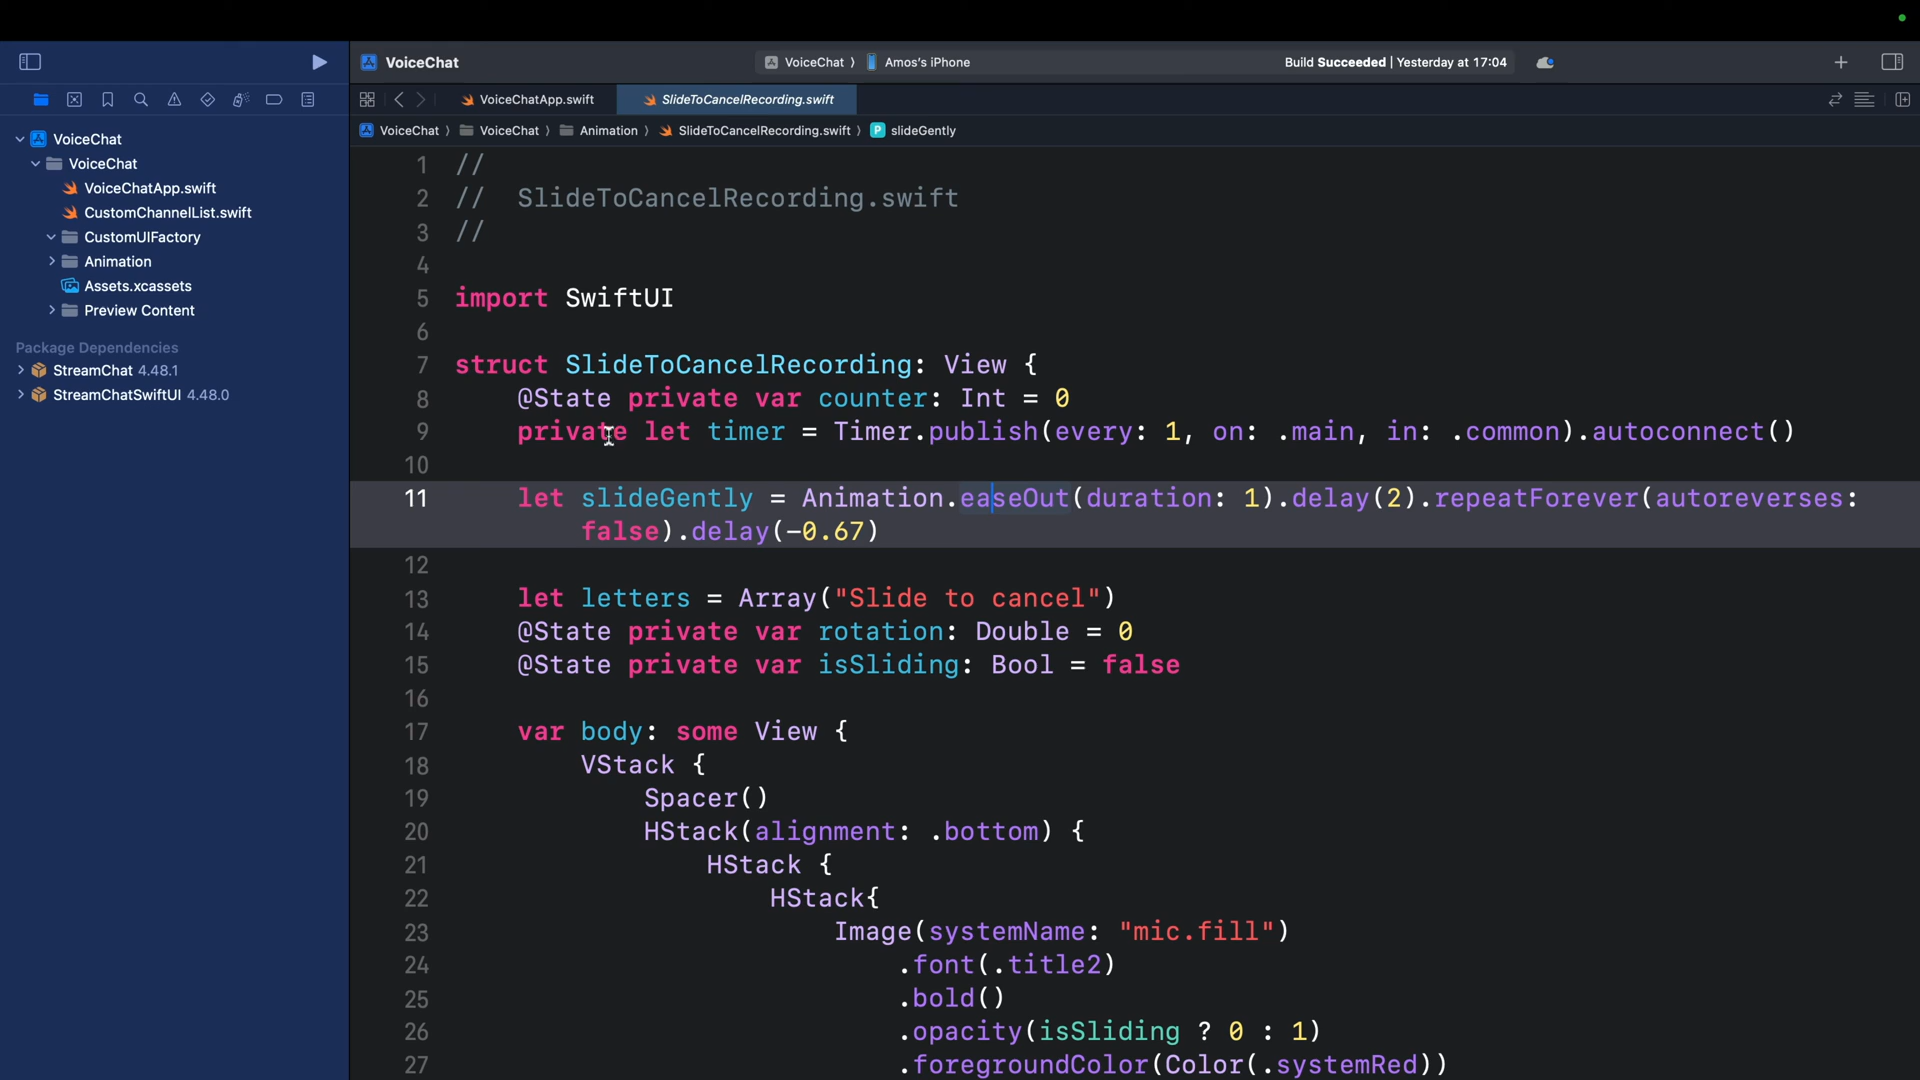 VoiceChat
VoiceChat 〉 Amos's iPhone
Build Succeeded | Yesterday at 17:04
VoiceChatApp.swift
SlideToCancelRecording.swift
VoiceChat 〉 VoiceChat 〉 Animation 〉 SlideToCancelRecording.swift 〉 P slideGently
VoiceChat
VoiceChat
VoiceChatApp.swift
CustomChannelList.swift
CustomUIFactory
Animation
Assets.xcassets
Preview Content
Package Dependencies
StreamChat 4.48.1
StreamChatSwiftUI 4.48.0
1 //
2 //  SlideToCancelRecording.swift
3 //
4
5 import SwiftUI
6
7 struct SlideToCancelRecording: View {
8     @State private var counter: Int = 0
9     private let timer = Timer.publish(every: 1, on: .main, in: .common).autoconnect()
10
11     let slideGently = Animation.easeOut(duration: 1).delay(2).repeatForever(autoreverses:
        false).delay(-0.67)
12
13     let letters = Array("Slide to cancel")
14     @State private var rotation: Double = 0
15     @State private var isSliding: Bool = false
16
17     var body: some View {
18         VStack {
19             Spacer()
20             HStack(alignment: .bottom) {
21                 HStack {
22                     HStack{
23                         Image(systemName: "mic.fill")
24                             .font(.title2)
25                             .bold()
26                             .opacity(isSliding ? 0 : 1)
27                             .foregroundColor(Color(.systemRed))